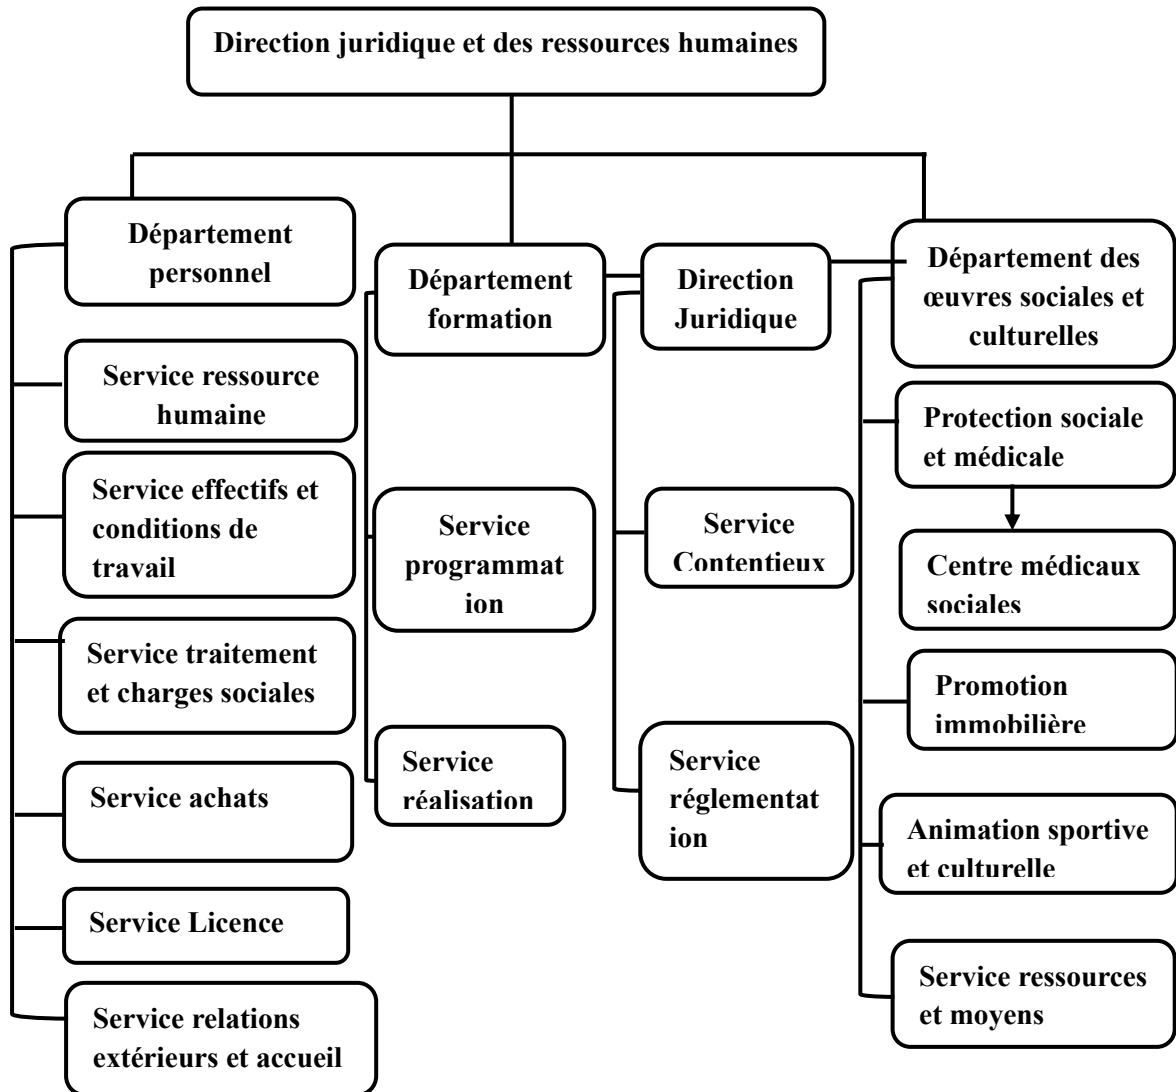 Direction juridique et des ressources humaines
Département
personnel
Service ressource
humaine
Service effectifs et
conditions de
travail
Service traitement
et charges sociales
Service achats
Service Licence
Service relations
extérieurs et accueil
Département
formation
Service
programmat
ion
Service
réalisation
Direction
Juridique
Service
Contentieux
Service
réglementat
ion
Département des
œuvres sociales et
culturelles
Protection sociale
et médicale
Centre médicaux
sociales
Promotion
immobilière
Animation sportive
et culturelle
Service ressources
et moyens